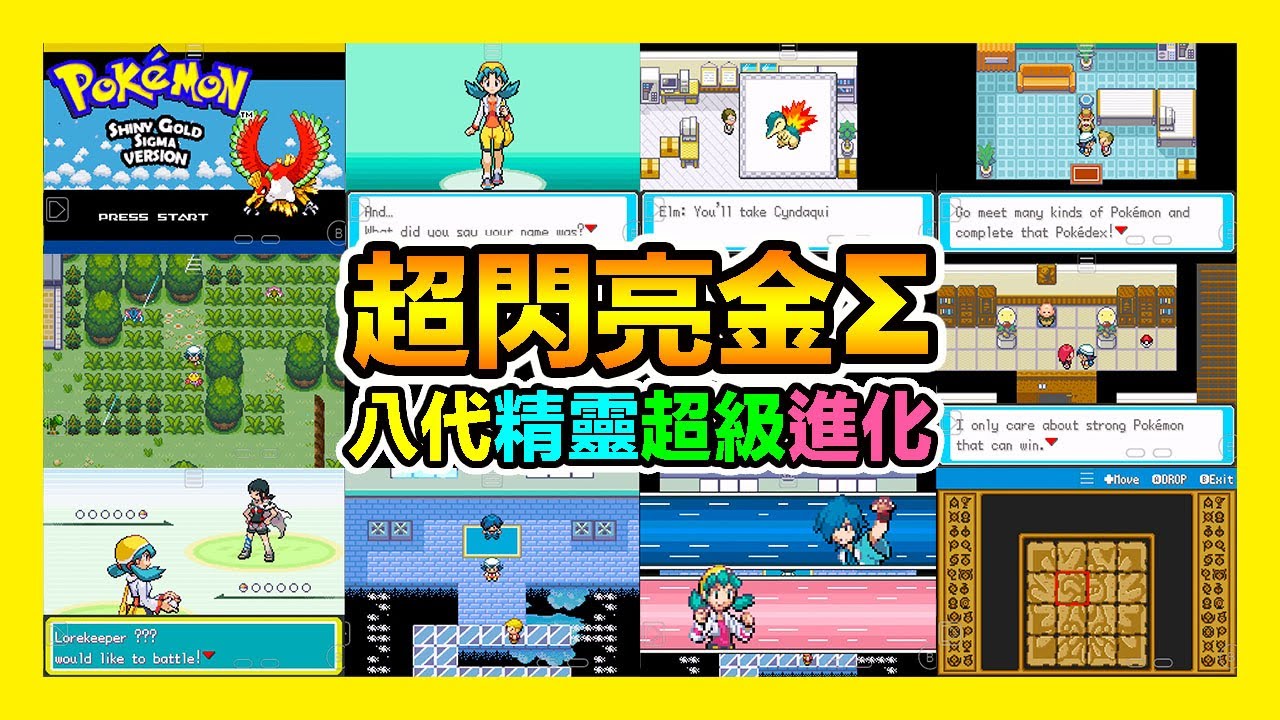 POKéMON
TM
SHINY GOLD
SIGMA
VERSION
PRESS START
And...
What did you say your name was?
Elm: You'll take Cyndaqui
Go meet many kinds of Pokémon and
complete that Pokédex!
超閃亮金Σ
八代精靈超級進化
I only care about strong Pokémon
that can win.
Move ADROP BExit
Lorekeeper ???
would like to battle!
B